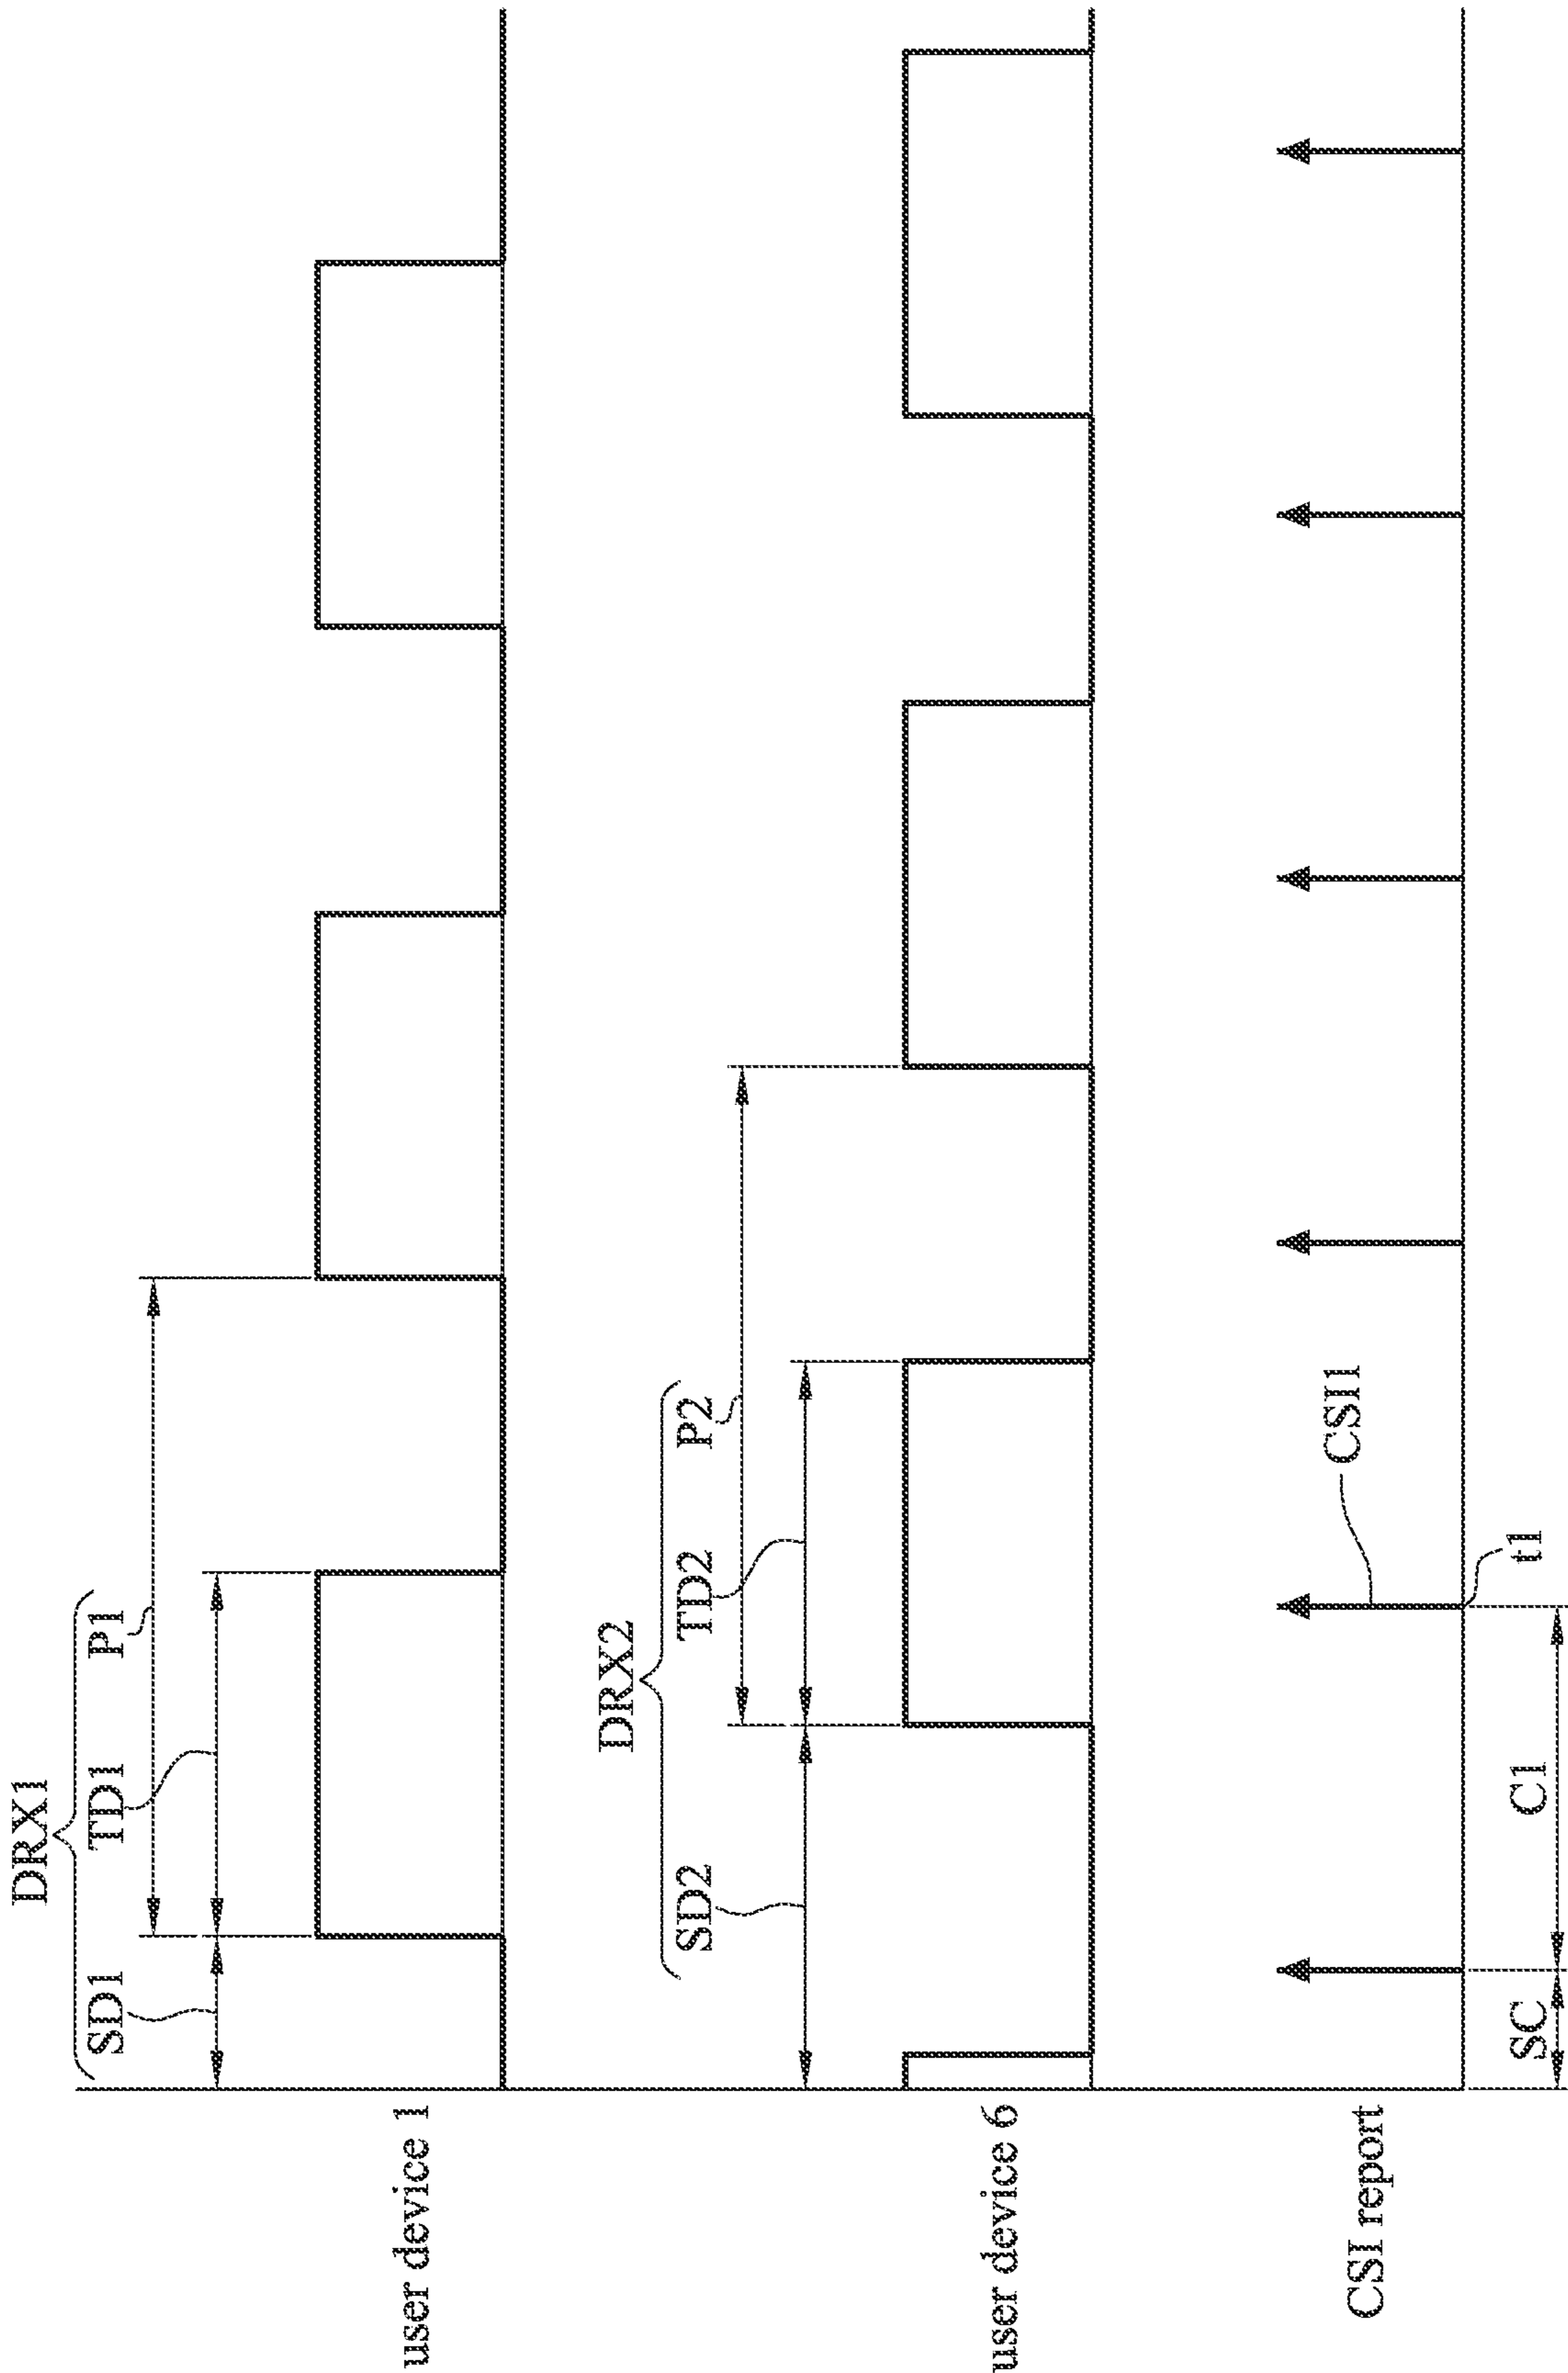 DRX1
SD1 TD1 P1
user device 1
DRX2
SD2 TD2 P2
user device 6
CSI1
CSI report
t1
SC C1